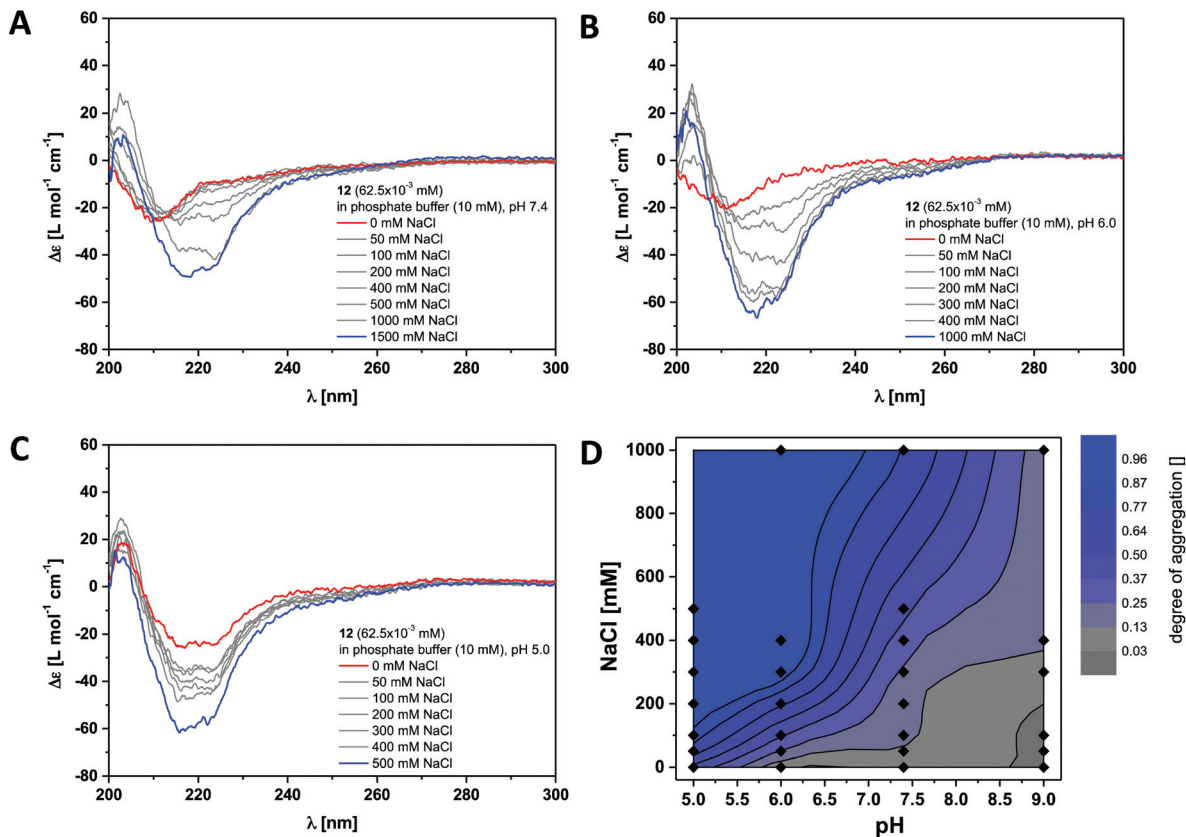 A
60
40
20
0
-20
-40
-60
-80
Δε [L mol⁻¹ cm⁻¹]
12 (62.5x10⁻³ mM)
in phosphate buffer (10 mM), pH 7.4
0 mM NaCl
50 mM NaCl
100 mM NaCl
200 mM NaCl
400 mM NaCl
500 mM NaCl
1000 mM NaCl
1500 mM NaCl
200 220 240 260 280 300
λ [nm]
B
60
40
20
0
-20
-40
-60
-80
Δε [L mol⁻¹ cm⁻¹]
12 (62.5x10⁻³ mM)
in phosphate buffer (10 mM), pH 6.0
0 mM NaCl
50 mM NaCl
100 mM NaCl
200 mM NaCl
300 mM NaCl
400 mM NaCl
1000 mM NaCl
200 220 240 260 280 300
λ [nm]
C
60
40
20
0
-20
-40
-60
-80
Δε [L mol⁻¹ cm⁻¹]
12 (62.5x10⁻³ mM)
in phosphate buffer (10 mM), pH 5.0
0 mM NaCl
50 mM NaCl
100 mM NaCl
200 mM NaCl
300 mM NaCl
400 mM NaCl
500 mM NaCl
200 220 240 260 280 300
λ [nm]
D
1000
800
600
400
200
0
NaCl [mM]
5.0 5.5 6.0 6.5 7.0 7.5 8.0 8.5 9.0
pH
0.96
0.87
0.77
0.64
0.50
0.37
0.25
0.13
0.03
degree of aggregation []